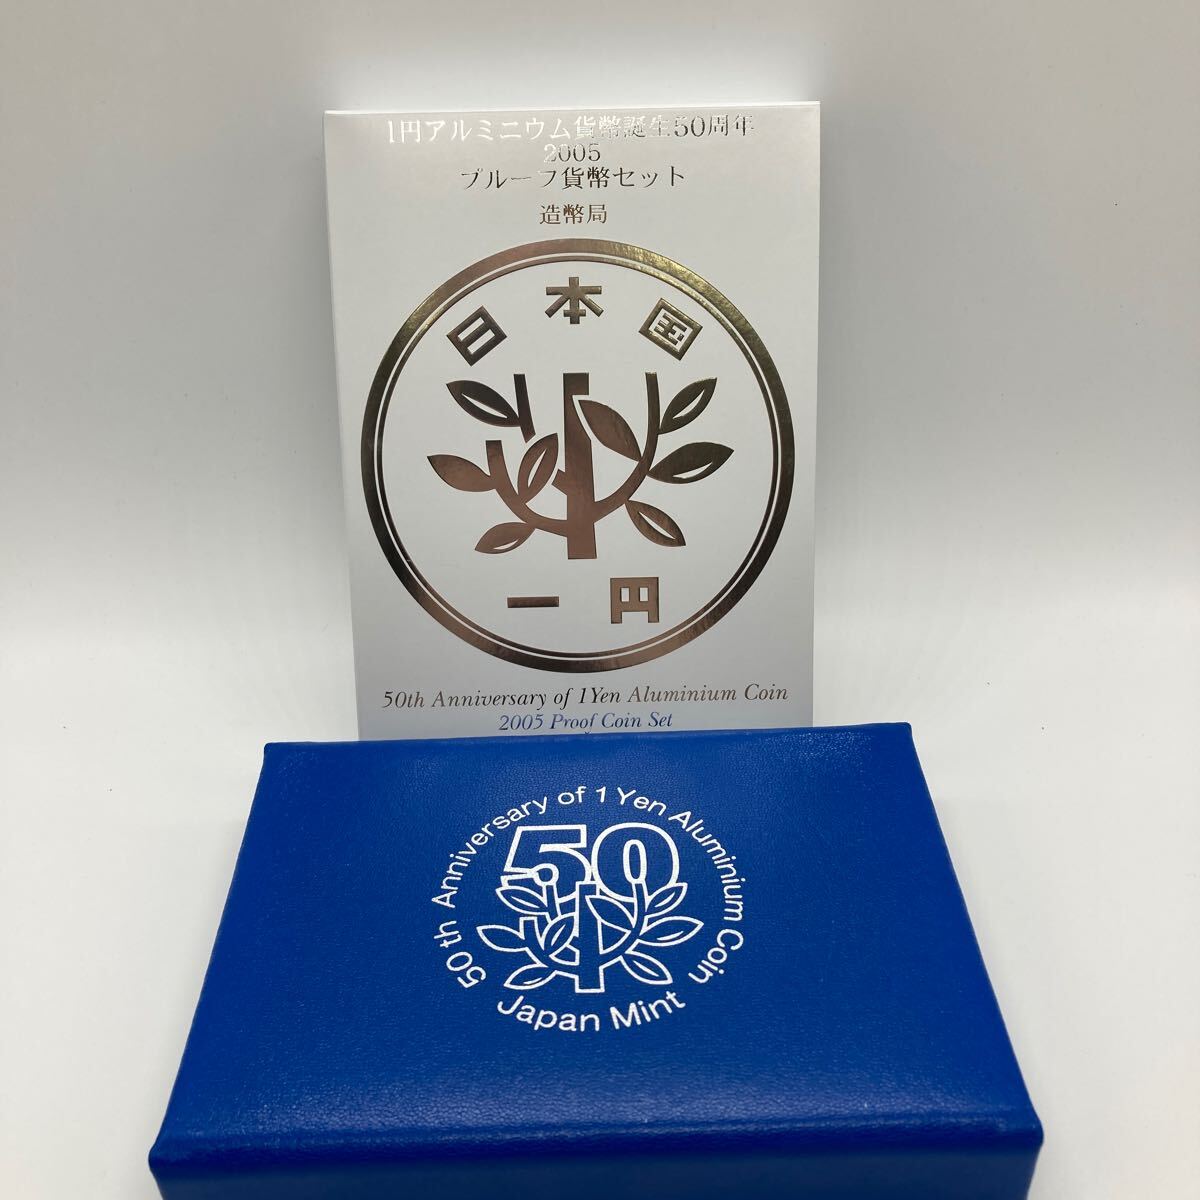 1円アルミニウム貨幣誕生50周年
2005
プルーフ貨幣セット
造幣局
日本国
一円
50th Anniversary of 1Yen Aluminium Coin
2005 Proof Coin Set
50th Anniversary of 1 Yen Aluminium Coin
50
Japan Mint